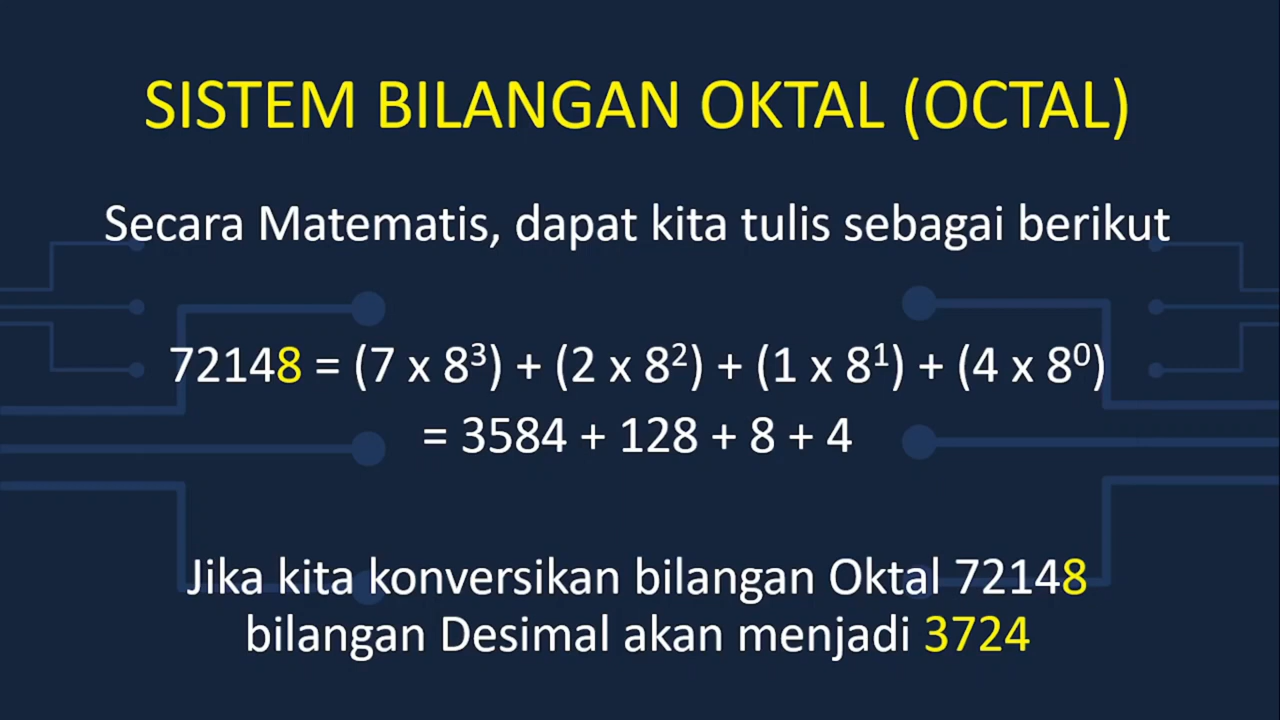 SISTEM BILANGAN OKTAL (OCTAL)
Secara Matematis, dapat kita tulis sebagai berikut
72148 = (7 x 8³) + (2 x 8²) + (1 x 8¹) + (4 x 8⁰)
= 3584 + 128 + 8 + 4
Jika kita konversikan bilangan Oktal 72148
bilangan Desimal akan menjadi 3724